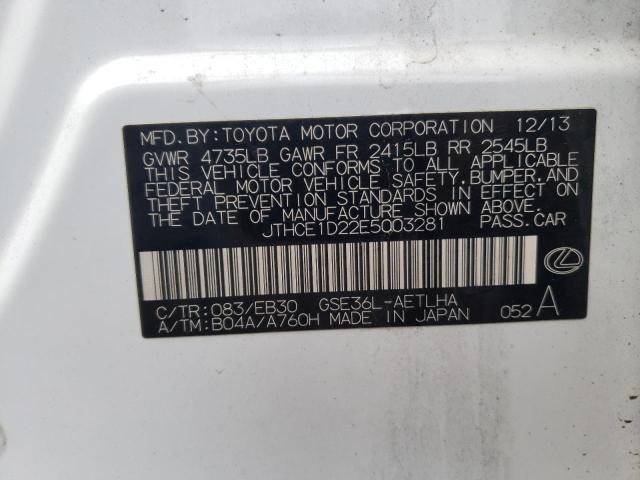 MFD. BY: TOYOTA MOTOR CORPORATION 12/13
GVWR 4735LB GAWR FR 2415LB RR 2545LB
THIS VEHICLE CONFORMS TO ALL APPLICABLE
FEDERAL MOTOR VEHICLE SAFETY, BUMPER, AND
THEFT PREVENTION STANDARDS IN EFFECT ON
THE DATE OF MANUFACTURE SHOWN ABOVE.
JTHCE1D22E5003281 PASS. CAR
C/TR: 083/EB30 GSE36L-AETLHA
A/TM: B04A/A760H MADE IN JAPAN 052 A